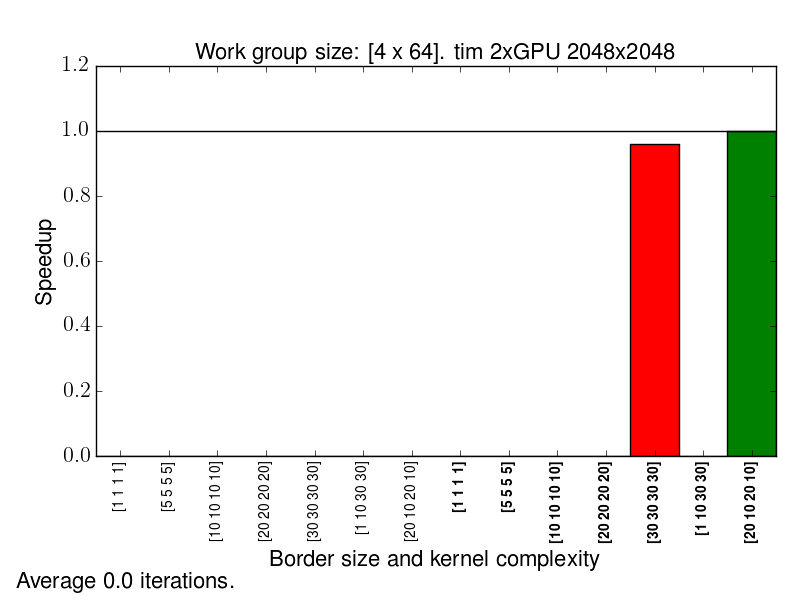 Work group size: [4 x 64]. tim 2xGPU 2048x2048
1.2
1.0
0.8
0.6
0.4
0.2
0.0
Speedup
[1 1 1 1]
[5 5 5 5]
[10 10 10 10]
[20 20 20 20]
[30 30 30 30]
[1 10 30 30]
[20 10 20 10]
[1 1 1 1]
[5 5 5 5]
[10 10 10 10]
[20 20 20 20]
[30 30 30 30]
[1 10 30 30]
[20 10 20 10]
Border size and kernel complexity
Average 0.0 iterations.